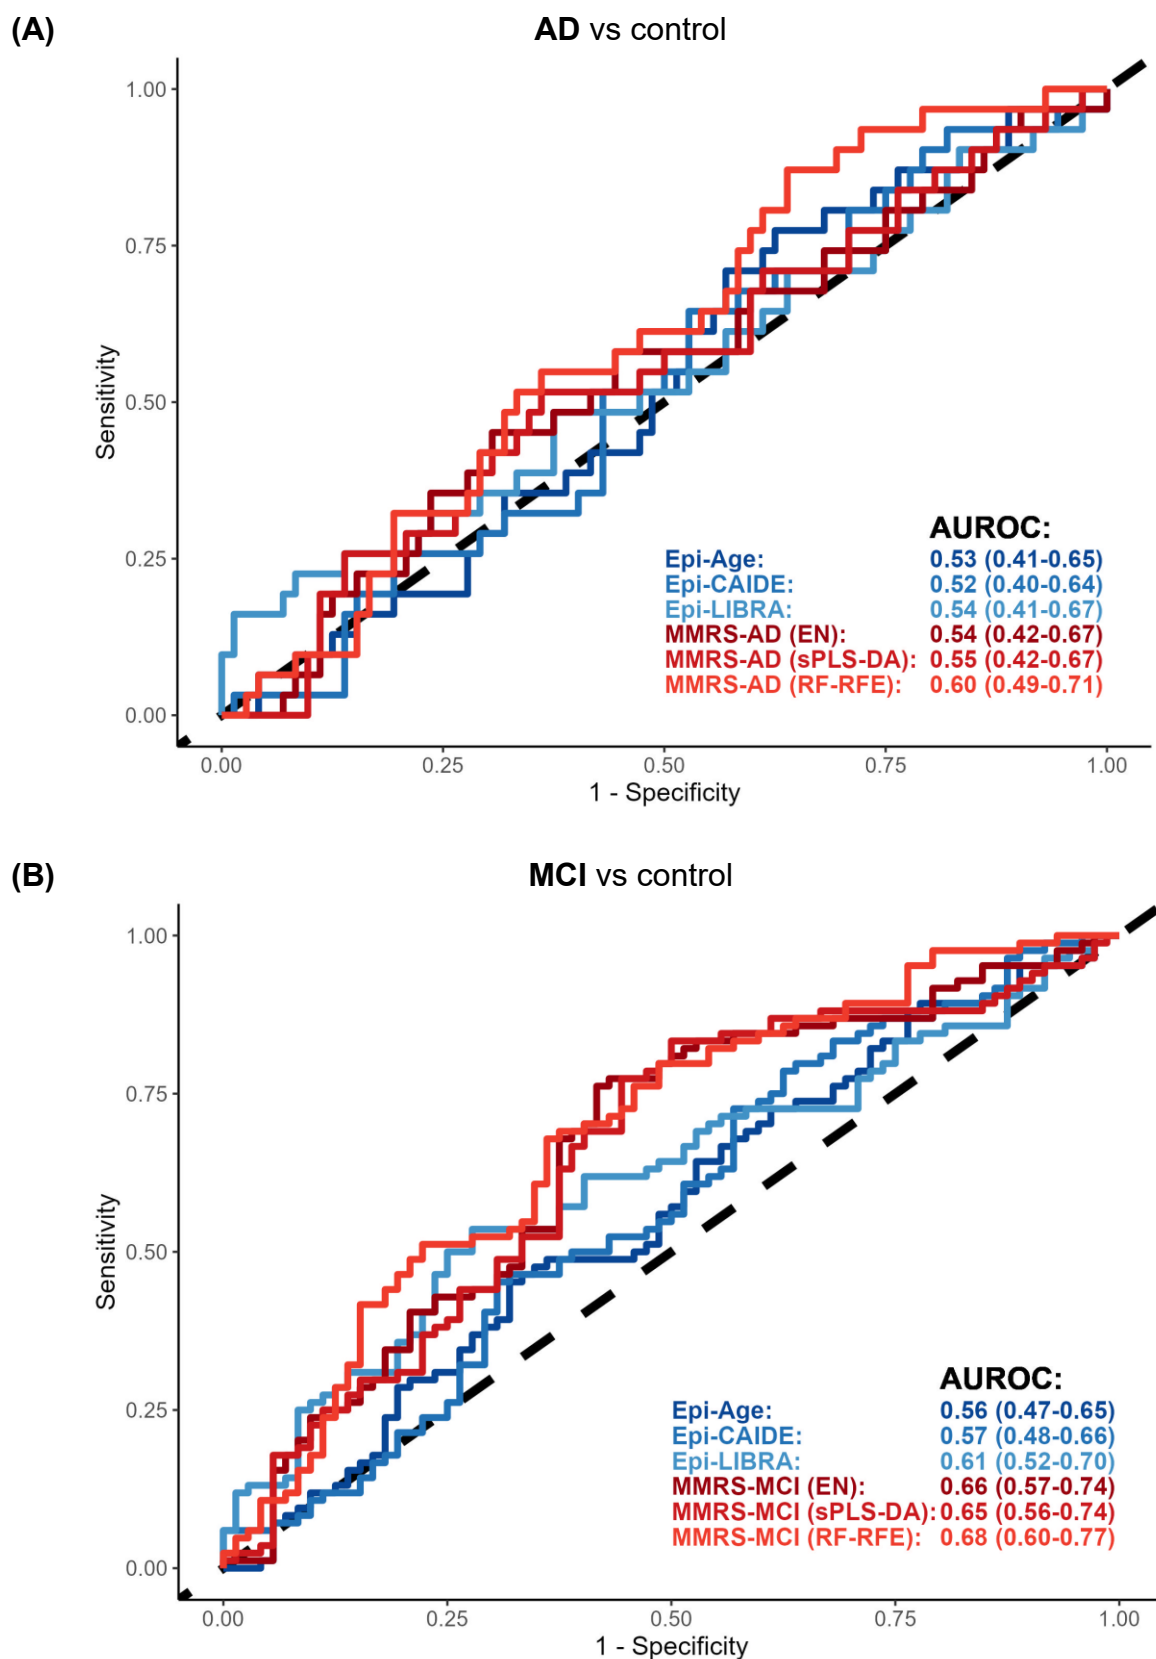 (A)
AD vs control
1.00
0.75
0.50
0.25
0.00
Sensitivity
AUROC:
Epi-Age: 0.53 (0.41-0.65)
Epi-CAIDE: 0.52 (0.40-0.64)
Epi-LIBRA: 0.54 (0.41-0.67)
MMRS-AD (EN): 0.54 (0.42-0.67)
MMRS-AD (sPLS-DA): 0.55 (0.42-0.67)
MMRS-AD (RF-RFE): 0.60 (0.49-0.71)
0.00 0.25 0.50 0.75 1.00
1 - Specificity
(B)
MCI vs control
1.00
0.75
0.50
0.25
0.00
Sensitivity
AUROC:
Epi-Age: 0.56 (0.47-0.65)
Epi-CAIDE: 0.57 (0.48-0.66)
Epi-LIBRA: 0.61 (0.52-0.70)
MMRS-MCI (EN): 0.66 (0.57-0.74)
MMRS-MCI (sPLS-DA): 0.65 (0.56-0.74)
MMRS-MCI (RF-RFE): 0.68 (0.60-0.77)
0.00 0.25 0.50 0.75 1.00
1 - Specificity